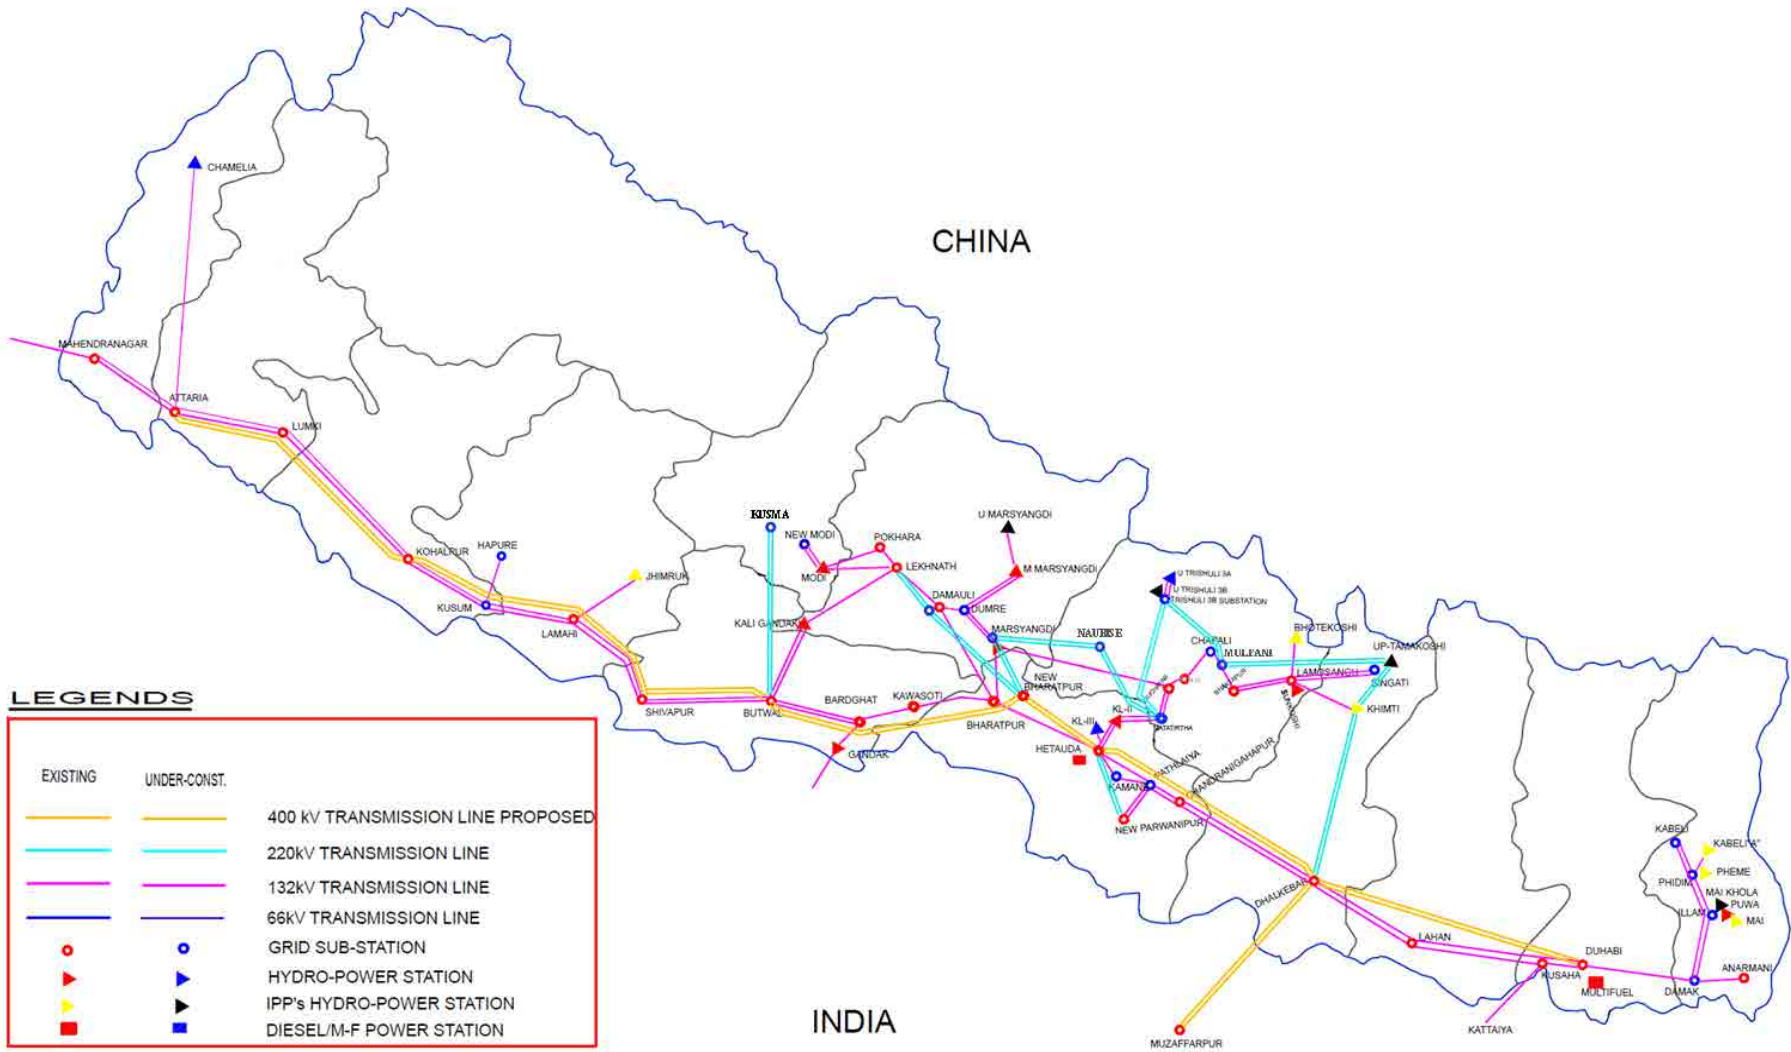 CHINA
CHAMELIA
MAHENDRANAGAR
ATTARIA
LUMKI
KOHALPUR
HAPURE
KUSUM
LAMAHI
JHIMRUK
SHIVAPUR
KUSMA
NEW MODI
POKHARA
MODI
LEKHNATH
U MARSYANGDI
M MARSYANGDI
DAMAULI
DUMRE
KALI GANDAKI
MARSYANGDI
NAUBISE
U TRISHULI 3A
U TRISHULI 3B
TRISHULI 3B SUBSTATION
CHAPALI
MULPANI
BHOTEKOSHI
UP-TAMAKOSHI
LAMOSANGH
SINGATI
SUNKOSHI
KHIMTI
BUTWAL
BARDGHAT
KAWASOTI
NEW
BHARATPUR
BHARATPUR
GANDAK
KL-II
KL-III
MATATIRTHA
HETAUDA
PATHLAIYA
KAMANE
CHANDRANIGAHAPUR
NEW PARWANIPUR
DHALKEBAR
LAHAN
DUHABI
KUSAHA
MULTIFUEL
KATTAIYA
DAMAK
ANARMANI
KABELI
KABELI"A"
PHIDIM
PHEME
MAI KHOLA
PUWA
ILLAM
MAI
MUZAFFARPUR
INDIA
LEGENDS
EXISTING UNDER-CONST.
400 kV TRANSMISSION LINE PROPOSED
220kV TRANSMISSION LINE
132kV TRANSMISSION LINE
66kV TRANSMISSION LINE
GRID SUB-STATION
HYDRO-POWER STATION
IPP's HYDRO-POWER STATION
DIESEL/M-F POWER STATION